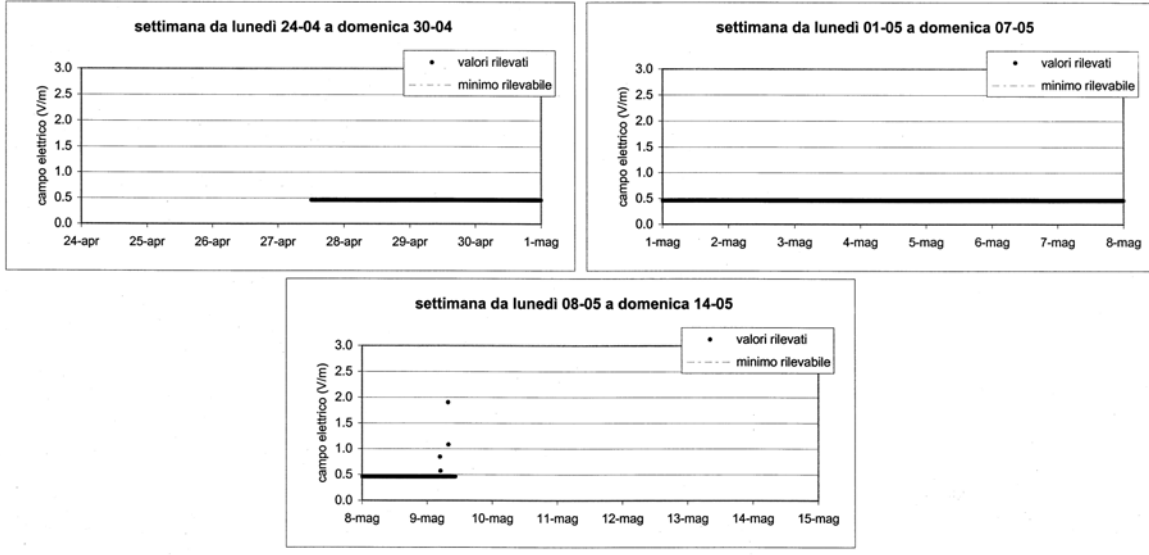 settimana da lunedì 24-04 a domenica 30-04
valori rilevati
minimo rilevabile
campo elettrico (V/m)
3.0
2.5
2.0
1.5
1.0
0.5
0.0
24-apr 25-apr 26-apr 27-apr 28-apr 29-apr 30-apr 1-mag
settimana da lunedì 01-05 a domenica 07-05
valori rilevati
minimo rilevabile
campo elettrico (V/m)
3.0
2.5
2.0
1.5
1.0
0.5
0.0
1-mag 2-mag 3-mag 4-mag 5-mag 6-mag 7-mag 8-mag
settimana da lunedì 08-05 a domenica 14-05
valori rilevati
minimo rilevabile
campo elettrico (V/m)
3.0
2.5
2.0
1.5
1.0
0.5
0.0
8-mag 9-mag 10-mag 11-mag 12-mag 13-mag 14-mag 15-mag